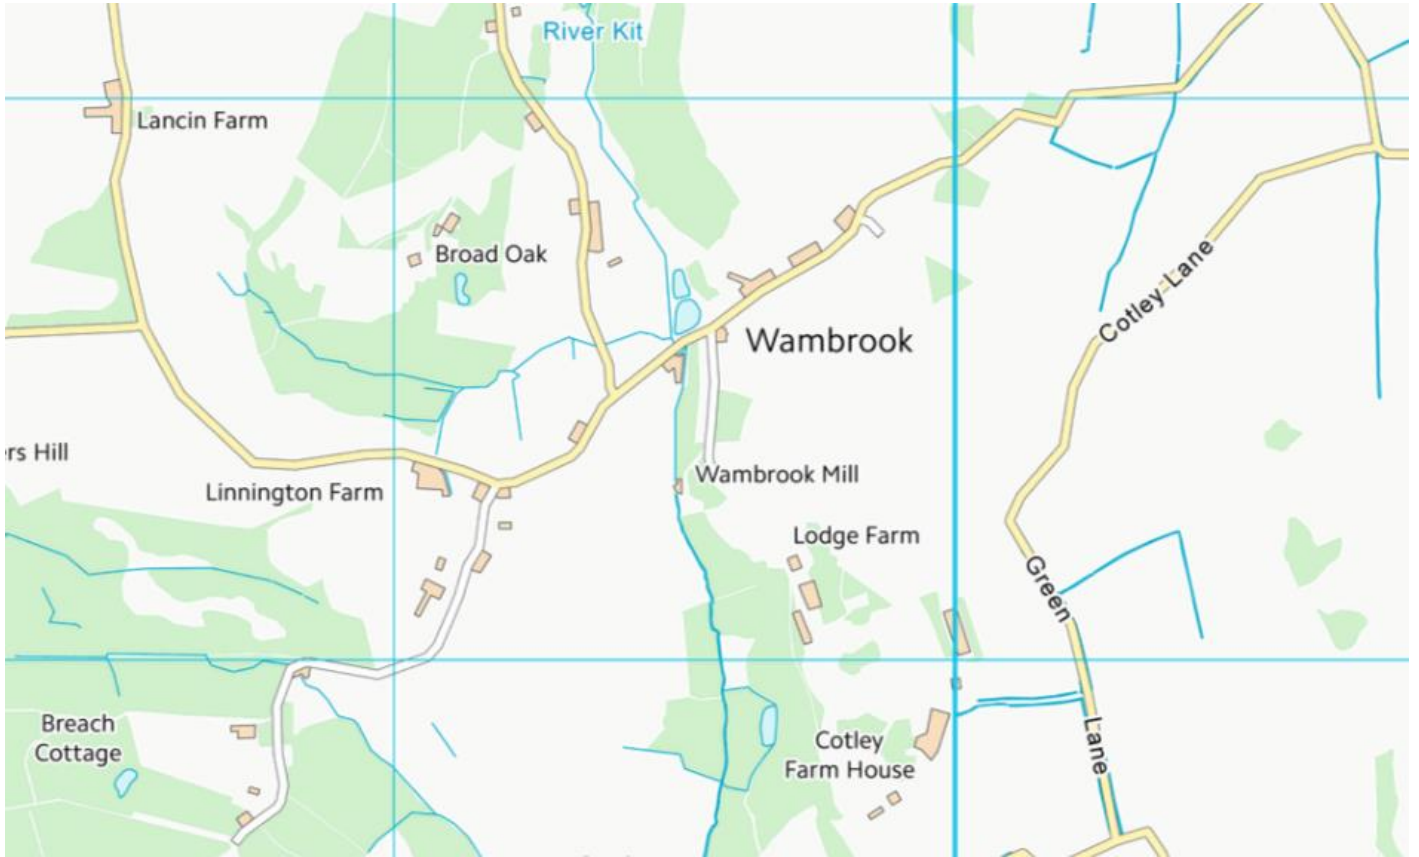 River Kit
Lancin Farm
Broad Oak
Cotley Lane
Wambrook
ers Hill
Wambrook Mill
Linnington Farm
Lodge Farm
Green
Lane
Breach
Cottage
Cotley
Farm House